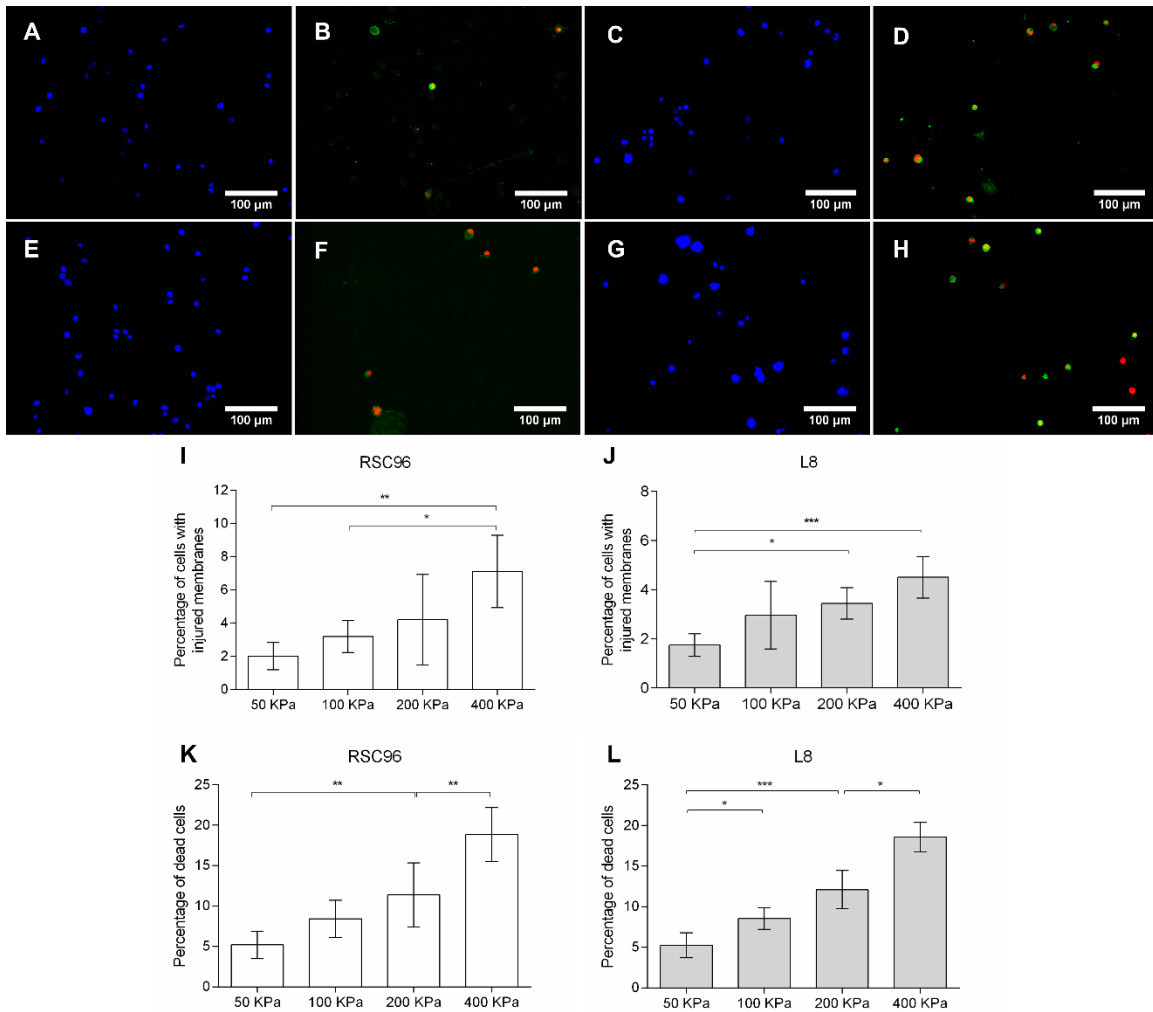 A
B
C
D
100 µm
100 µm
100 µm
100 µm
E
F
G
H
100 µm
100 µm
100 µm
100 µm
I
RSC96
Percentage of cells with
injured membranes
12
10
8
6
4
2
0
**
*
50 KPa 100 KPa 200 KPa 400 KPa
J
L8
Percentage of cells with
injured membranes
8
6
4
2
0
***
*
50 KPa 100 KPa 200 KPa 400 KPa
K
RSC96
Percentage of dead cells
25
20
15
10
5
0
** **
50 KPa 100 KPa 200 KPa 400 KPa
L
L8
Percentage of dead cells
25
20
15
10
5
0
*** *
*
50 KPa 100 KPa 200 KPa 400 KPa